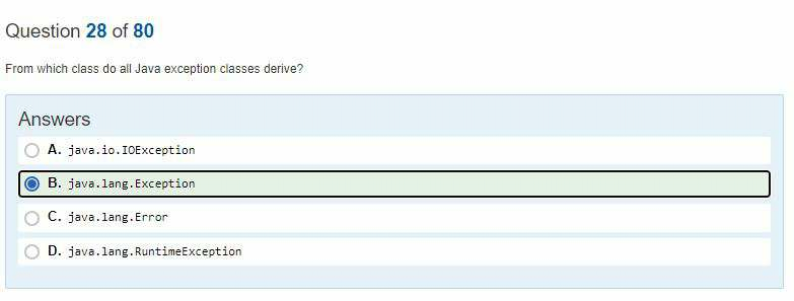 Question 28 of 80
From which class do all Java exception classes derive?
Answers
A. java.io.IOException
B. java.lang.Exception
C. java.lang.Error
D. java.lang.RuntimeException